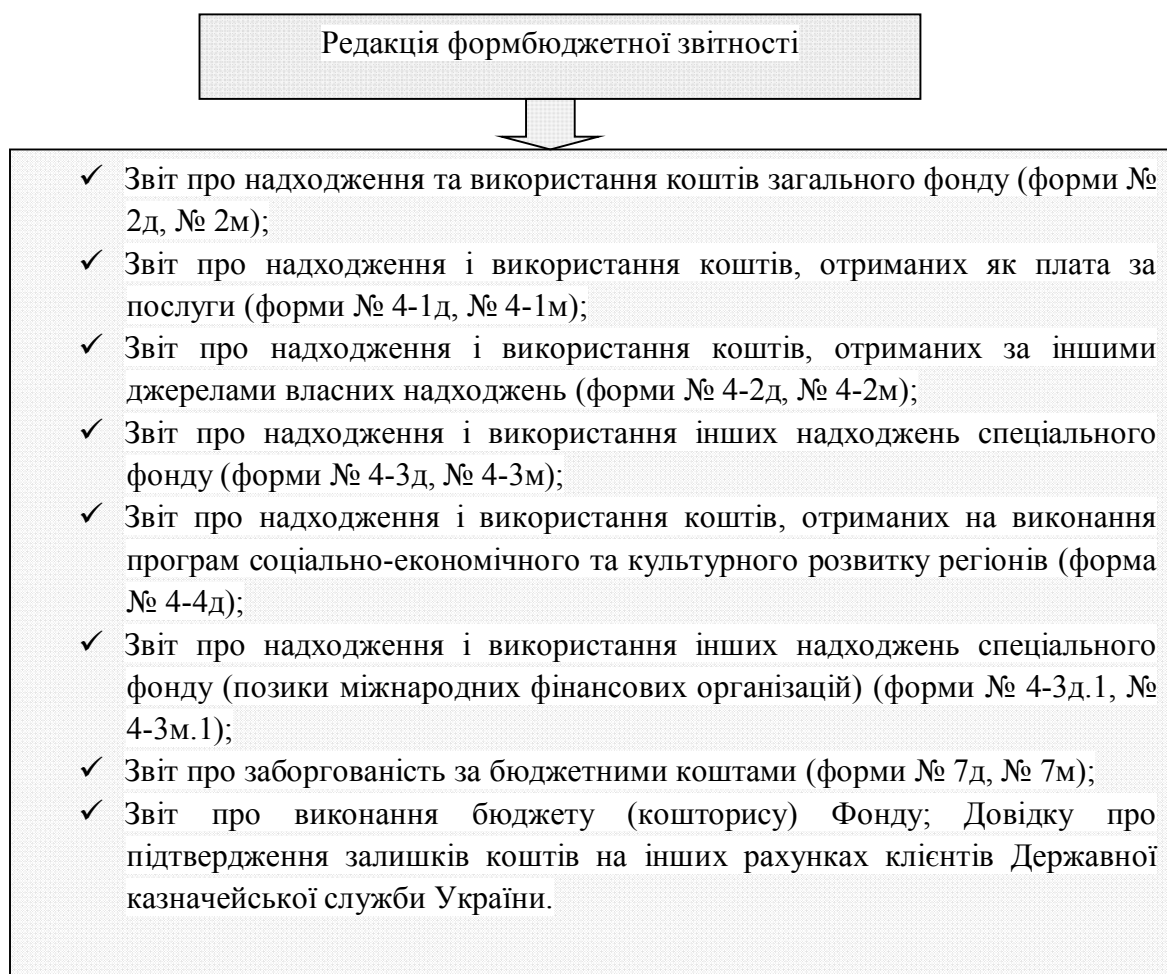 Редакція формбюджетної звітності
✓ Звіт про надходження та використання коштів загального фонду (форми №
2д, № 2м);
✓ Звіт про надходження і використання коштів, отриманих як плата за
послуги (форми № 4-1д, № 4-1м);
✓ Звіт про надходження і використання коштів, отриманих за іншими
джерелами власних надходжень (форми № 4-2д, № 4-2м);
✓ Звіт про надходження і використання інших надходжень спеціального
фонду (форми № 4-3д, № 4-3м);
✓ Звіт про надходження і використання коштів, отриманих на виконання
програм соціально-економічного та культурного розвитку регіонів (форма
№ 4-4д);
✓ Звіт про надходження і використання інших надходжень спеціального
фонду (позики міжнародних фінансових організацій) (форми № 4-3д.1, №
4-3м.1);
✓ Звіт про заборгованість за бюджетними коштами (форми № 7д, № 7м);
✓ Звіт про виконання бюджету (кошторису) Фонду; Довідку про
підтвердження залишків коштів на інших рахунках клієнтів Державної
казначейської служби України.